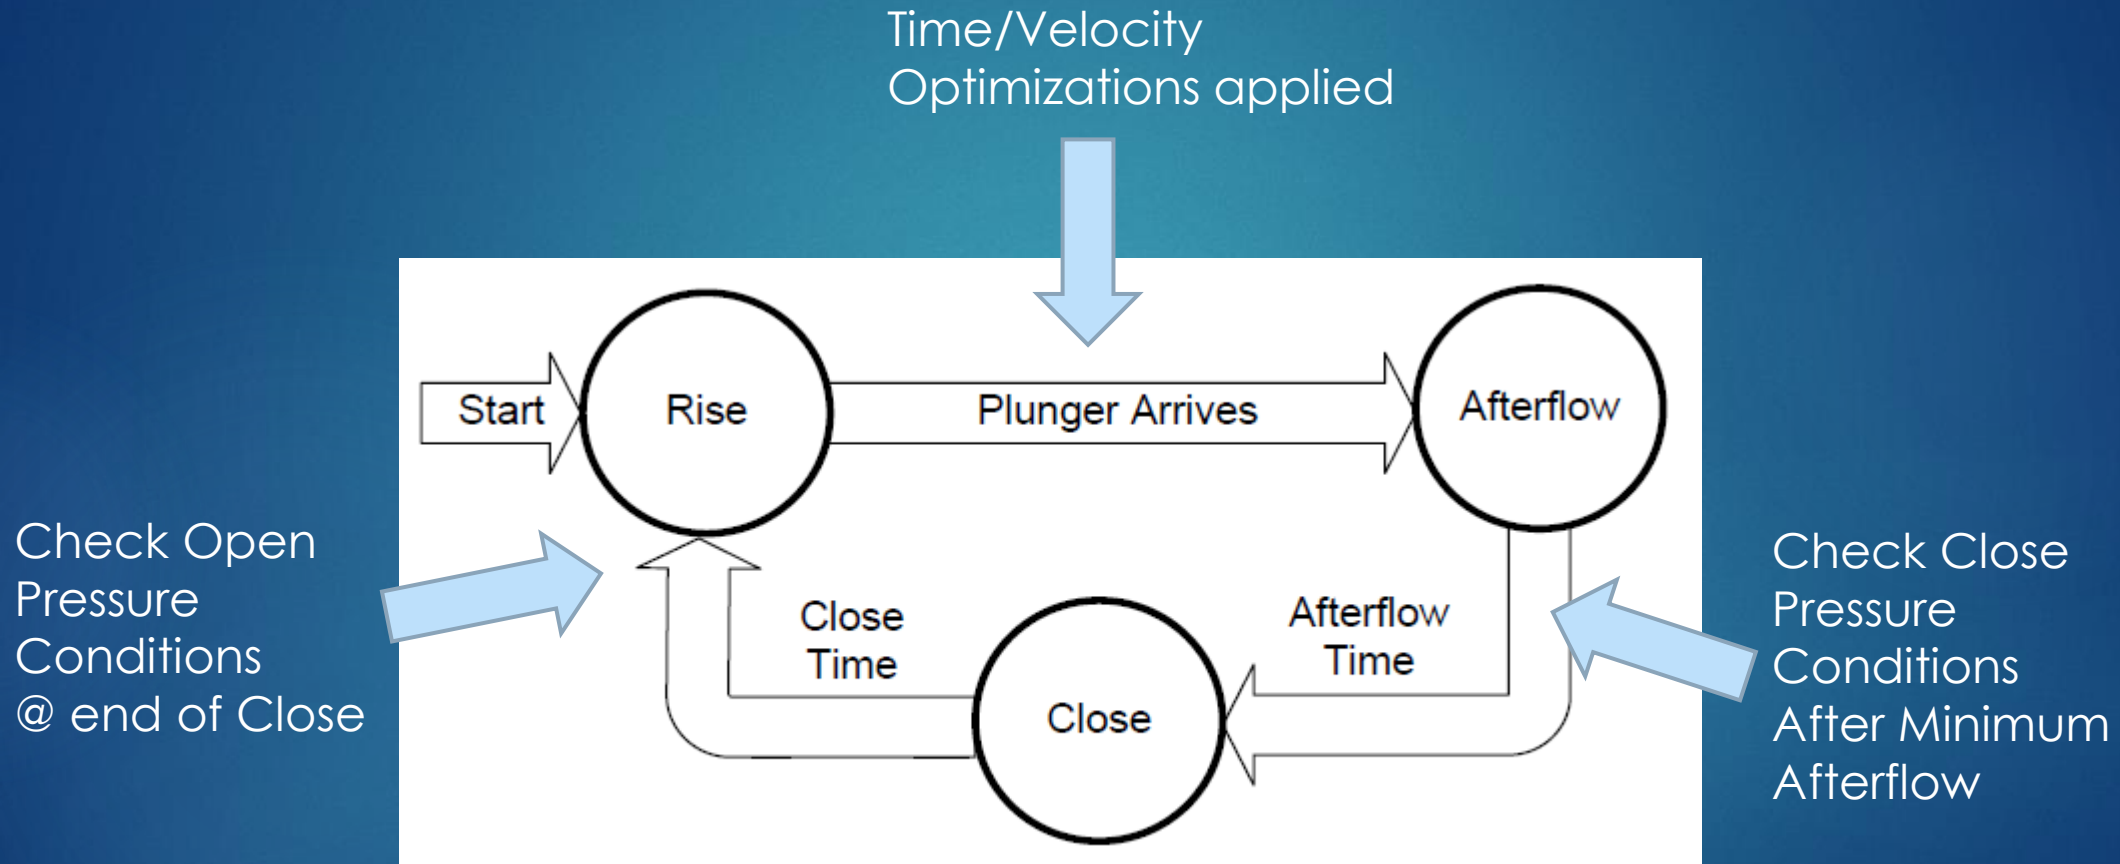 Time/Velocity
Optimizations applied
Start
Rise
Plunger Arrives
Afterflow
Check Open
Pressure
Conditions
@ end of Close
Close
Time
Close
Afterflow
Time
Check Close
Pressure
Conditions
After Minimum
Afterflow